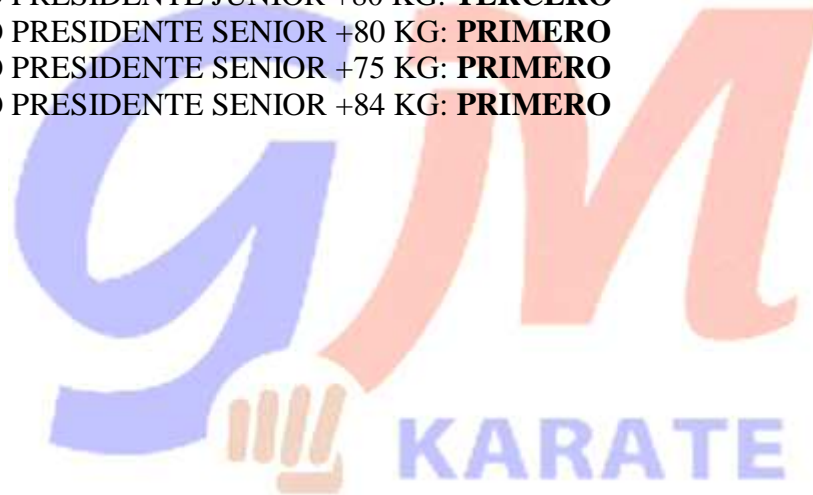 PRESIDENTE JUNIOR +80 KG: TERCERO
PRESIDENTE SENIOR +80 KG: PRIMERO
PRESIDENTE SENIOR +75 KG: PRIMERO
PRESIDENTE SENIOR +84 KG: PRIMERO
GM
KARATE